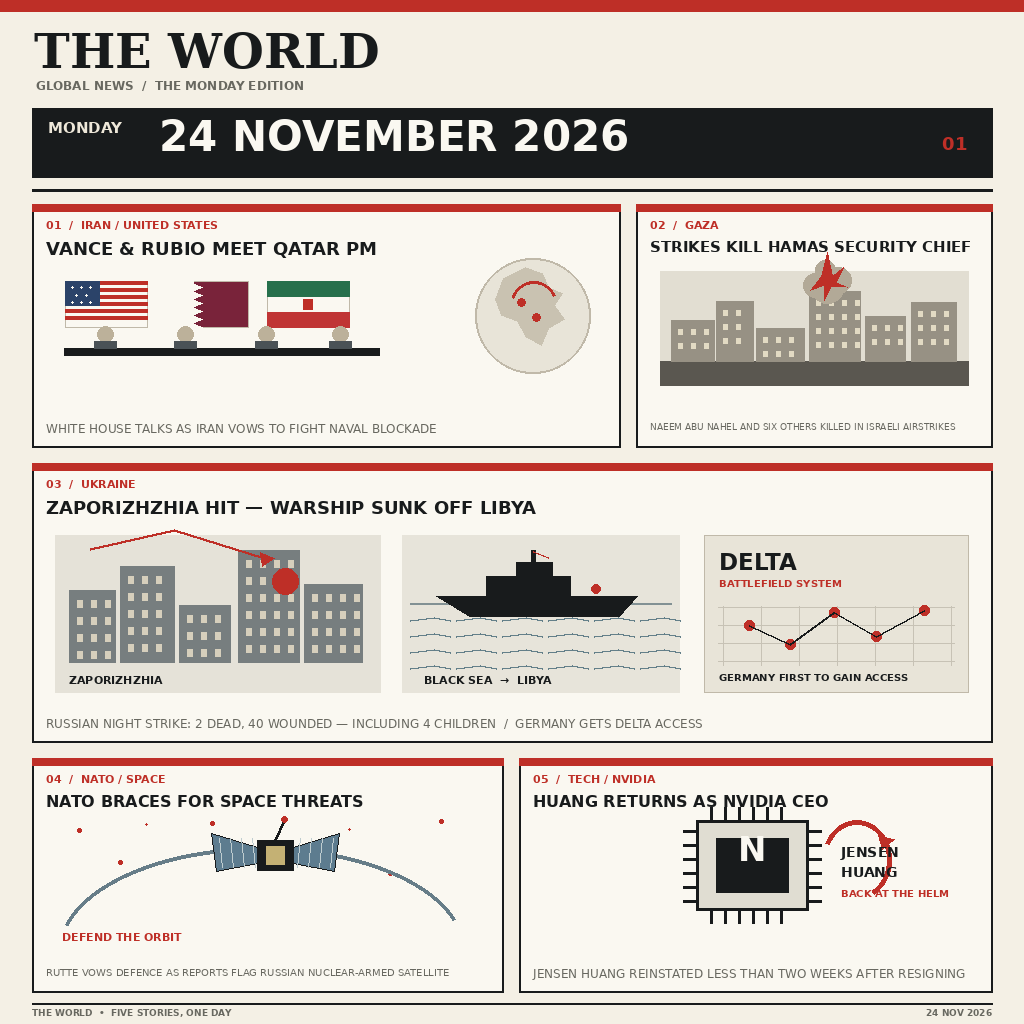 THE WORLD
GLOBAL NEWS / THE MONDAY EDITION
MONDAY
24 NOVEMBER 2026
01
01 / IRAN / UNITED STATES
VANCE & RUBIO MEET QATAR PM
WHITE HOUSE TALKS AS IRAN VOWS TO FIGHT NAVAL BLOCKADE
02 / GAZA
STRIKES KILL HAMAS SECURITY CHIEF
NAEEM ABU NAHEL AND SIX OTHERS KILLED IN ISRAELI AIRSTRIKES
03 / UKRAINE
ZAPORIZHZHIA HIT — WARSHIP SUNK OFF LIBYA
ZAPORIZHZHIA
BLACK SEA → LIBYA
DELTA
BATTLEFIELD SYSTEM
GERMANY FIRST TO GAIN ACCESS
RUSSIAN NIGHT STRIKE: 2 DEAD, 40 WOUNDED — INCLUDING 4 CHILDREN / GERMANY GETS DELTA ACCESS
04 / NATO / SPACE
NATO BRACES FOR SPACE THREATS
DEFEND THE ORBIT
RUTTE VOWS DEFENCE AS REPORTS FLAG RUSSIAN NUCLEAR-ARMED SATELLITE
05 / TECH / NVIDIA
HUANG RETURNS AS NVIDIA CEO
N
JENSEN
HUANG
BACK AT THE HELM
JENSEN HUANG REINSTATED LESS THAN TWO WEEKS AFTER RESIGNING
THE WORLD • FIVE STORIES, ONE DAY
24 NOV 2026